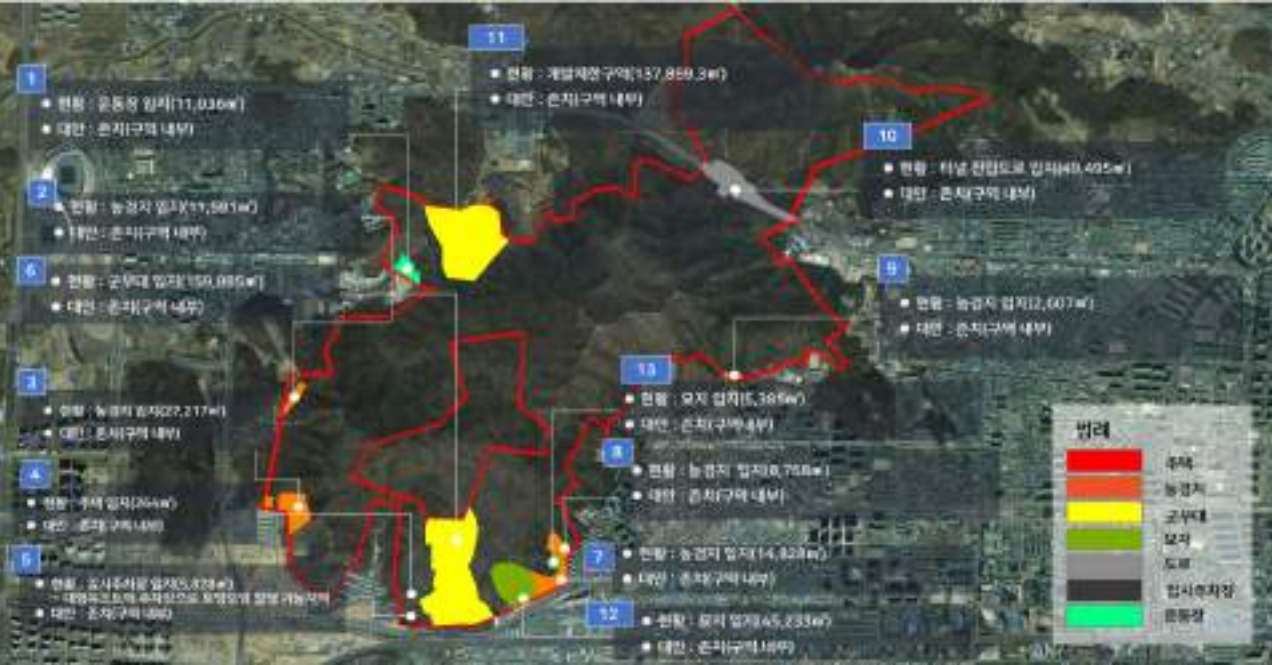 1
• 현황 : 운동장 입지(11,036㎡)
• 대안 : 존치(구역 내부)
2
• 현황 : 농경지 입지(11,981㎡)
• 대안 : 존치(구역 내부)
6
• 현황 : 군부대 입지
• 대안 : 존치(구역 내부)
3
• 현황 : 농경지 입지(27,217㎡)
• 대안 : 존치(구역 내부)
4
• 현황 : 주택 입지(264㎡)
• 대안 : 존치(구역 내부)
5
• 현황 : 임시주차장 입지(5,828㎡)
• 대안 : 존치(구역 내부)
11
• 현황 : 개발제한구역(137,959.3㎡)
• 대안 : 존치(구역 내부)
10
• 현황 : 터널 진입도로 입지(49,495㎡)
• 대안 : 존치(구역 내부)
9
• 현황 : 농경지 입지(2,607㎡)
• 대안 : 존치(구역 내부)
13
• 현황 : 묘지 입지(5,389㎡)
• 대안 : 존치(구역내부)
8
• 현황 : 농경지 입지(8,758㎡)
• 대안 : 존치(구역 내부)
7
• 현황 : 농경지 입지(14,828㎡)
• 대안 : 존치(구역 내부)
12
• 현황 : 묘지 입지(45,233㎡)
• 대안 : 존치(구역 내부)
범례
주택
농경지
군부대
묘지
도로
임시주차장
운동장